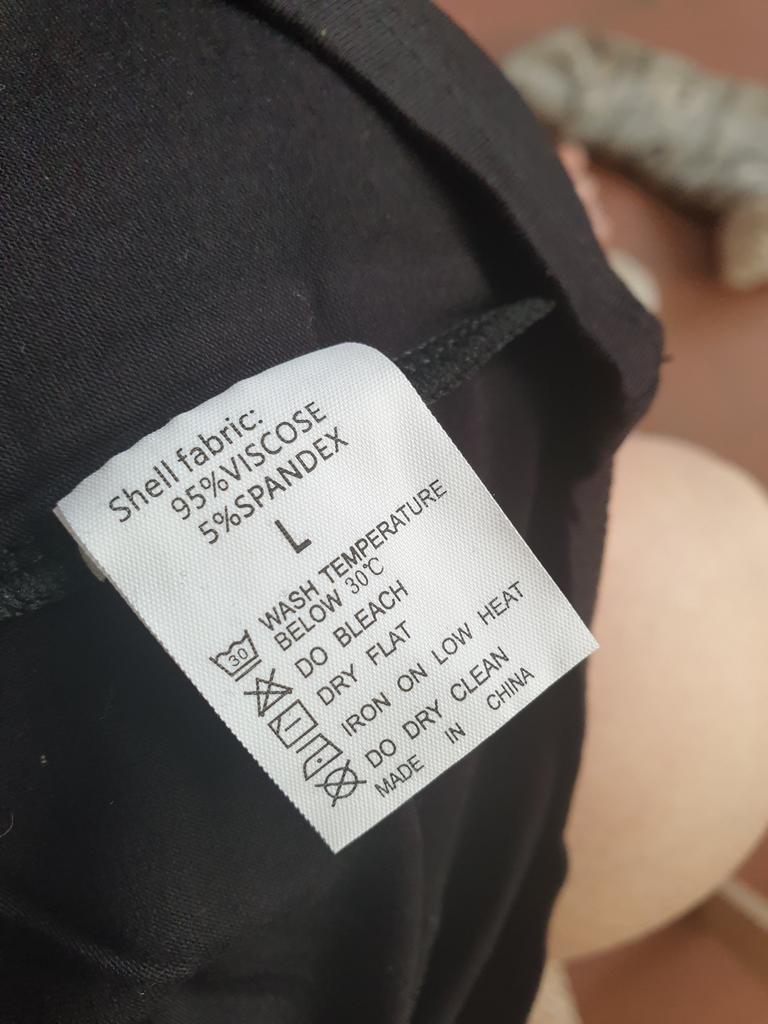 Shell fabric:
95%VISCOSE
5%SPANDEX
L
WASH TEMPERATURE
BELOW 30℃
30
DO BLEACH
DRY FLAT
IRON ON LOW HEAT
DO DRY CLEAN
MADE IN CHINA